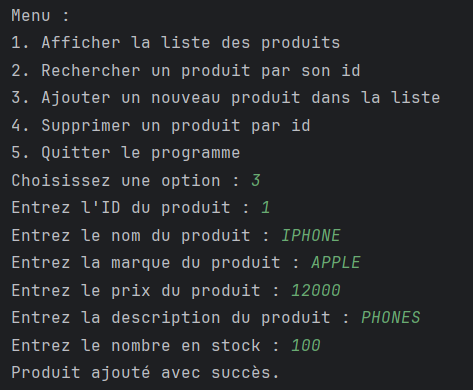 Menu :
1. Afficher la liste des produits
2. Rechercher un produit par son id
3. Ajouter un nouveau produit dans la liste
4. Supprimer un produit par id
5. Quitter le programme
Choisissez une option : 3
Entrez l'ID du produit : 1
Entrez le nom du produit : IPHONE
Entrez la marque du produit : APPLE
Entrez le prix du produit : 12000
Entrez la description du produit : PHONES
Entrez le nombre en stock : 100
Produit ajouté avec succès.